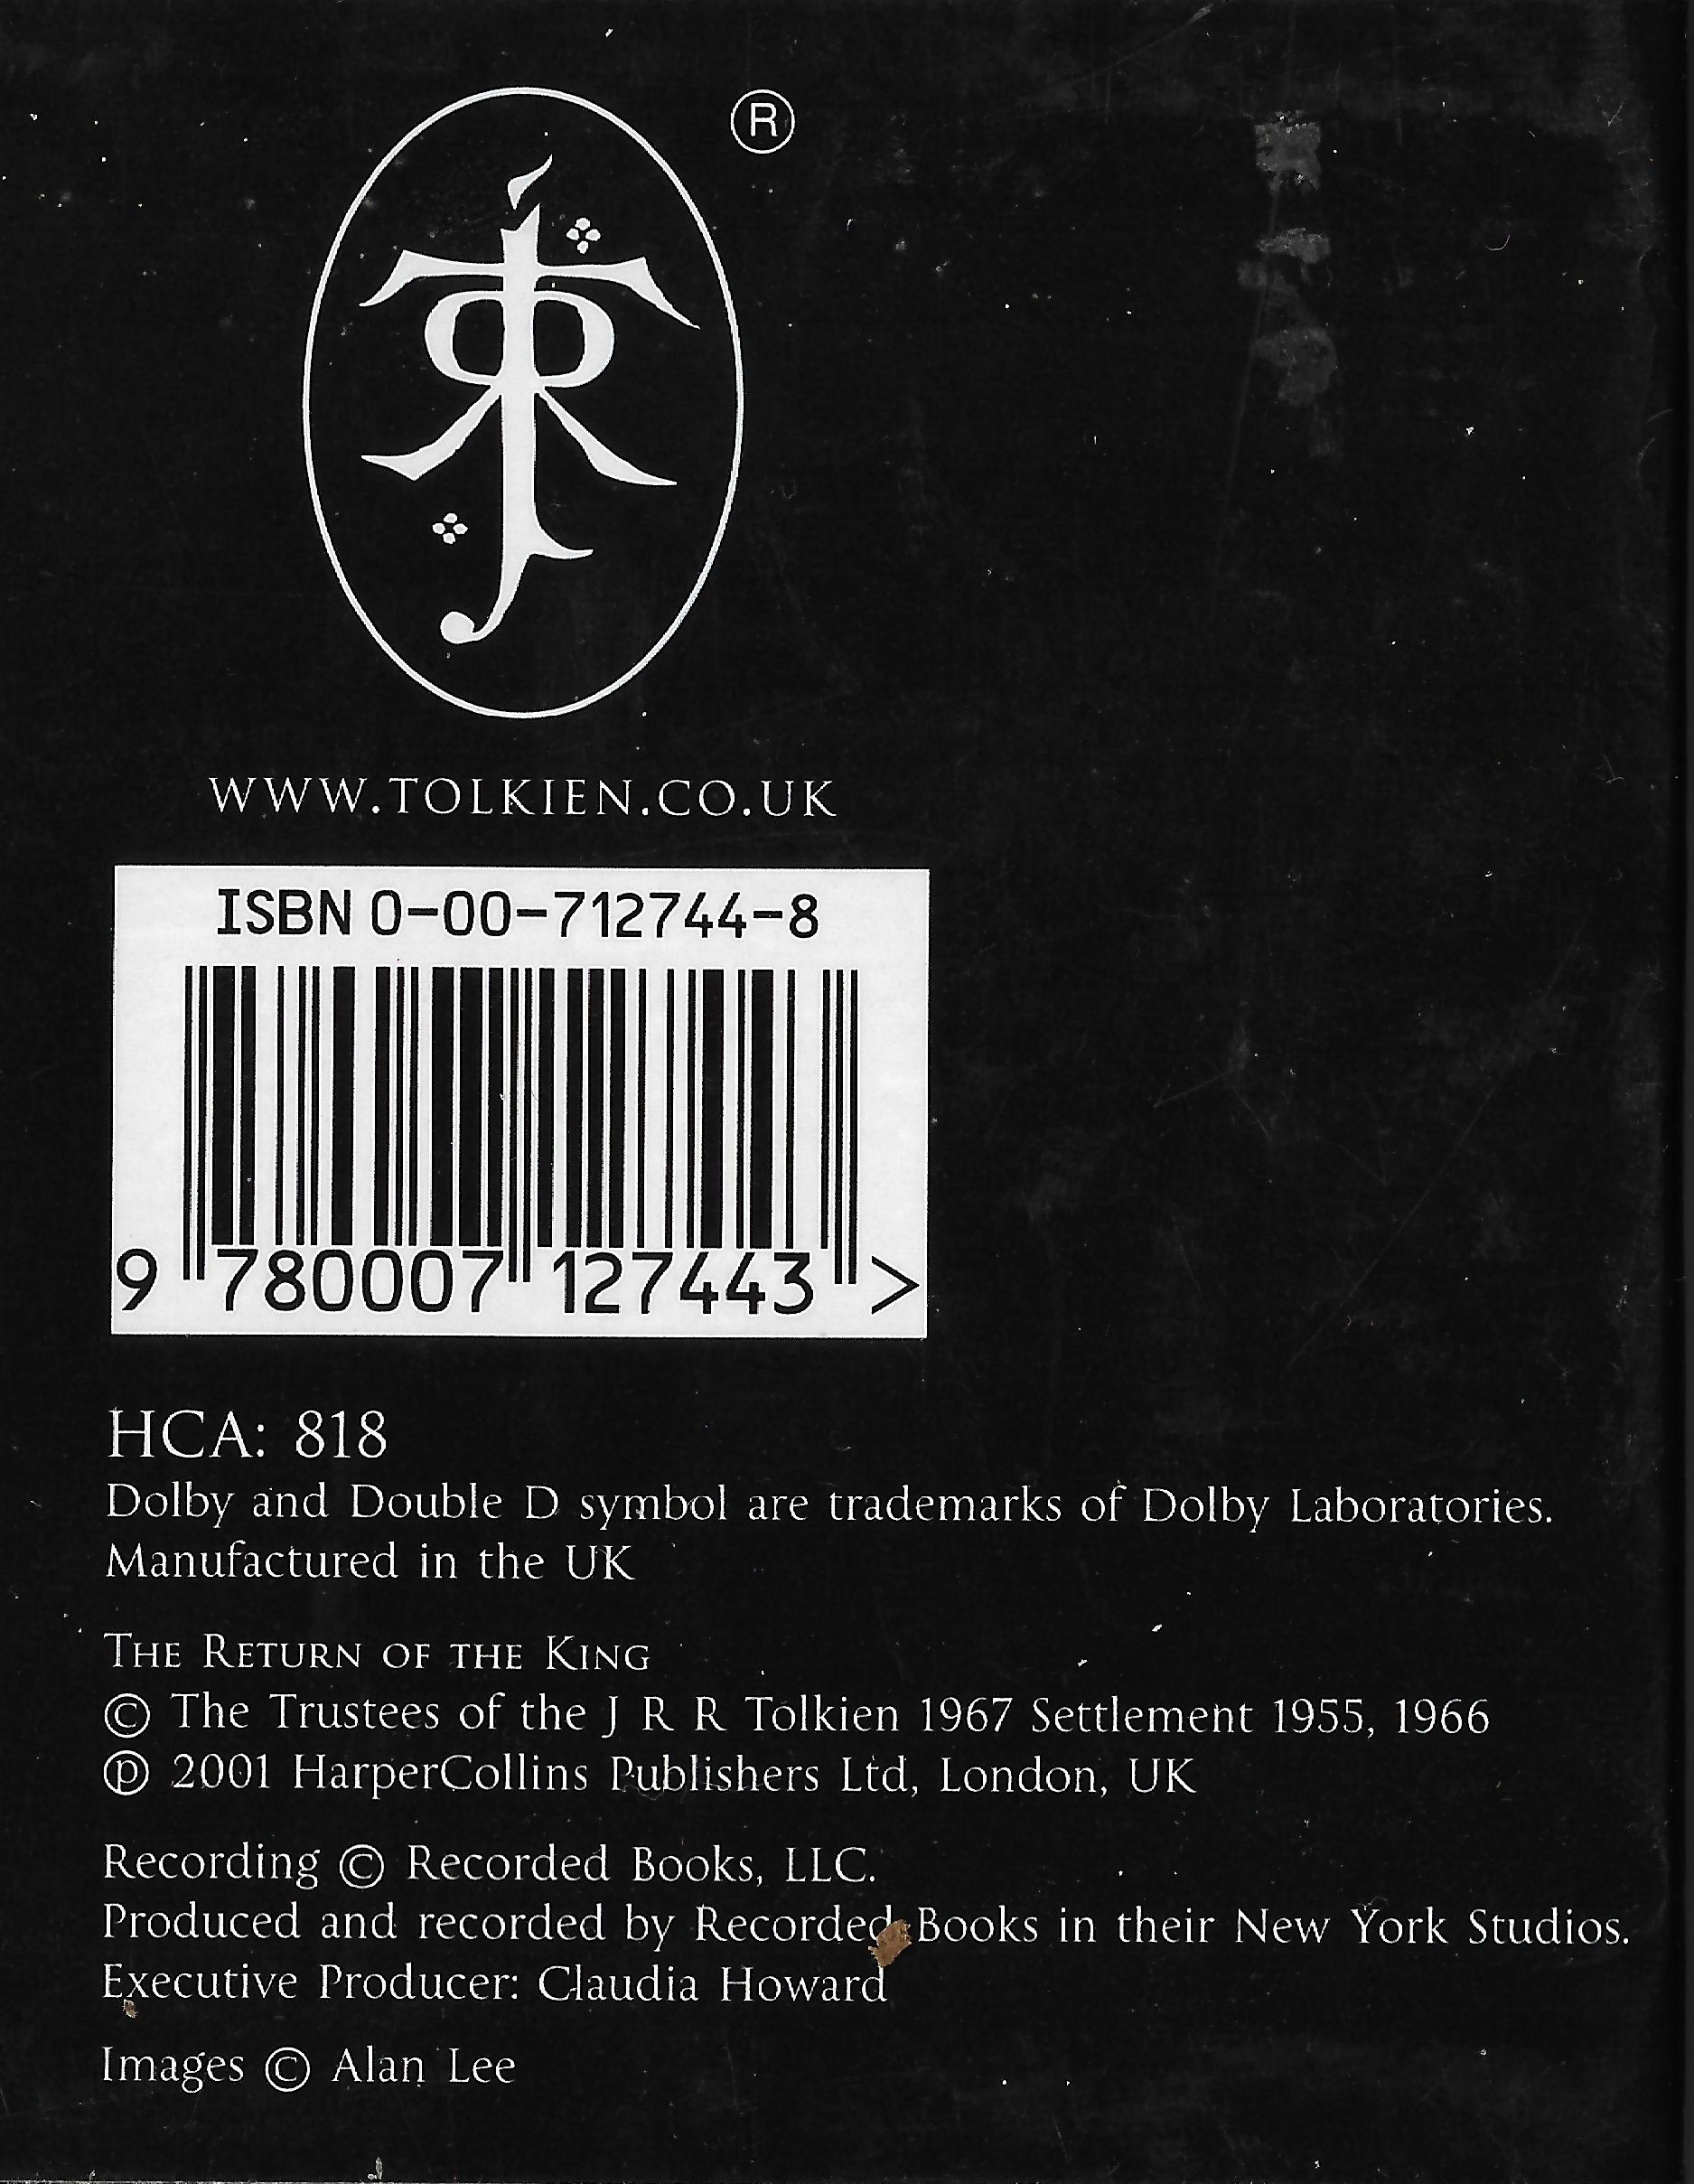 ®
WWW.TOLKIEN.CO.UK
ISBN 0-00-712744-8
9 780007 127443 >
HCA: 818
Dolby and Double D symbol are trademarks of Dolby Laboratories.
Manufactured in the UK
THE RETURN OF THE KING
© The Trustees of the J R R Tolkien 1967 Settlement 1955, 1966
℗ 2001 HarperCollins Publishers Ltd, London, UK
Recording © Recorded Books, LLC.
Produced and recorded by Recorded Books in their New York Studios.
Executive Producer: Claudia Howard
Images © Alan Lee